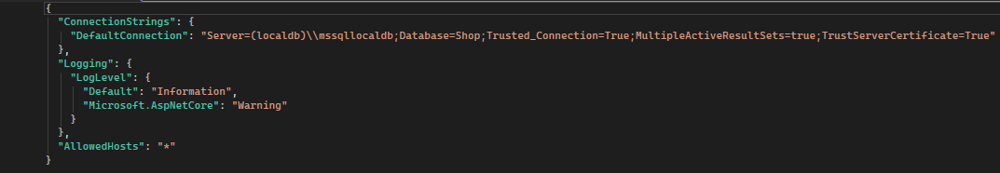 {
"ConnectionStrings": {
"DefaultConnection": "Server=(localdb)\\mssqllocaldb;Database=Shop;Trusted_Connection=True;MultipleActiveResultSets=true;TrustServerCertificate=True"
},
"Logging": {
"LogLevel": {
"Default": "Information",
"Microsoft.AspNetCore": "Warning"
}
},
"AllowedHosts": "*"
}